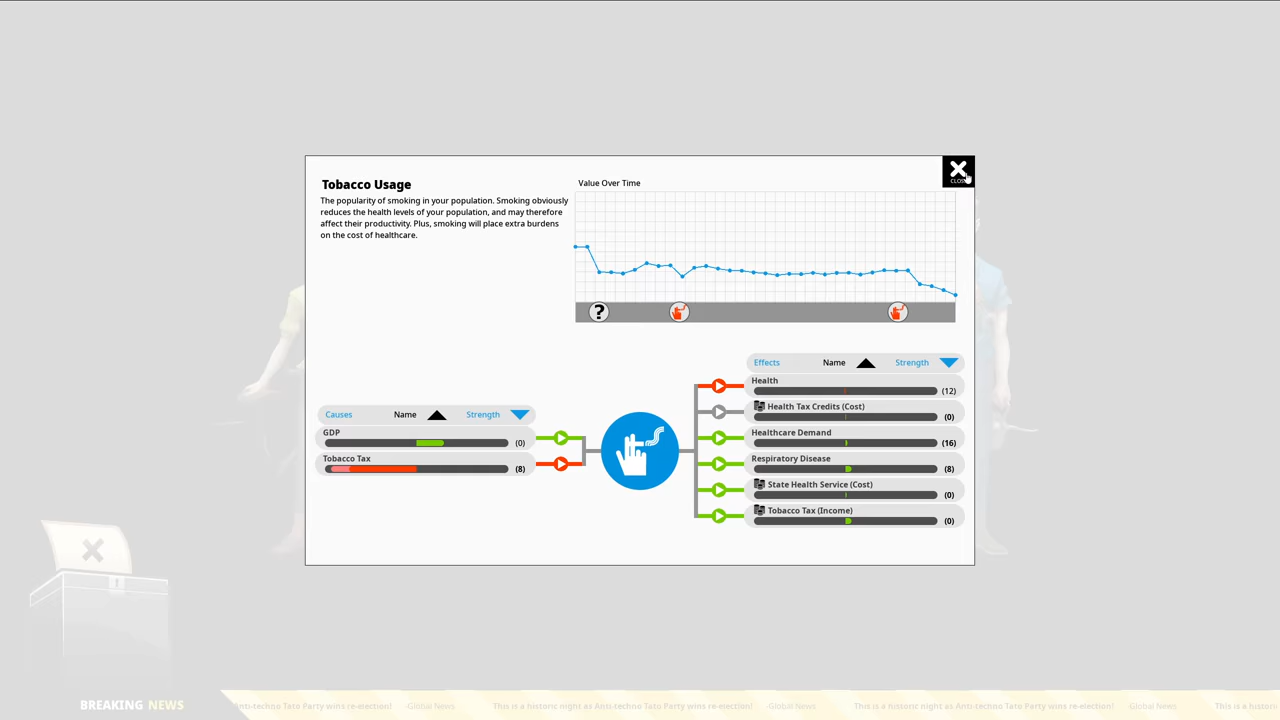 Tobacco Usage
The popularity of smoking in your population. Smoking obviously
reduces the health levels of your population, and may therefore
affect their productivity. Plus, smoking will place extra burdens
on the cost of healthcare.
Value Over Time
CLOSE
?
Causes Name Strength
GDP
(0)
Tobacco Tax
(8)
Effects Name Strength
Health
(12)
Health Tax Credits (Cost)
(0)
Healthcare Demand
(16)
Respiratory Disease
(8)
State Health Service (Cost)
(0)
Tobacco Tax (Income)
(0)
BREAKING NEWS
Anti-techno Tato Party wins re-election! -Global News This is a historic night as Anti-techno Tato Party wins re-election! -Global News This is a historic night as Anti-techno Tato Party wins re-election! -Global News This is a